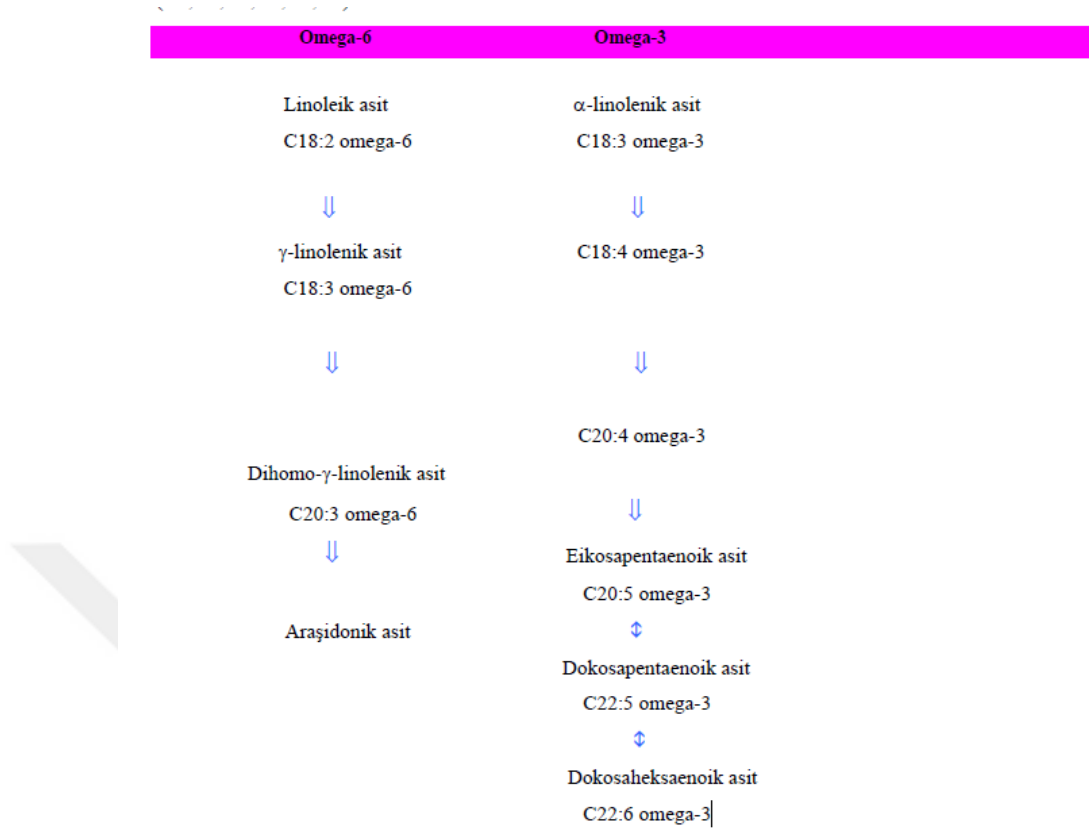 Omega-6 Omega-3
Linoleik asit α-linolenik asit
C18:2 omega-6 C18:3 omega-3
⇓ ⇓
γ-linolenik asit C18:4 omega-3
C18:3 omega-6
⇓ ⇓
C20:4 omega-3
Dihomo-γ-linolenik asit
C20:3 omega-6 ⇓
⇓ Eikosapentaenoik asit
C20:5 omega-3
Araşidonik asit ⇕
Dokosapentaenoik asit
C22:5 omega-3
⇕
Dokosaheksaenoik asit
C22:6 omega-3